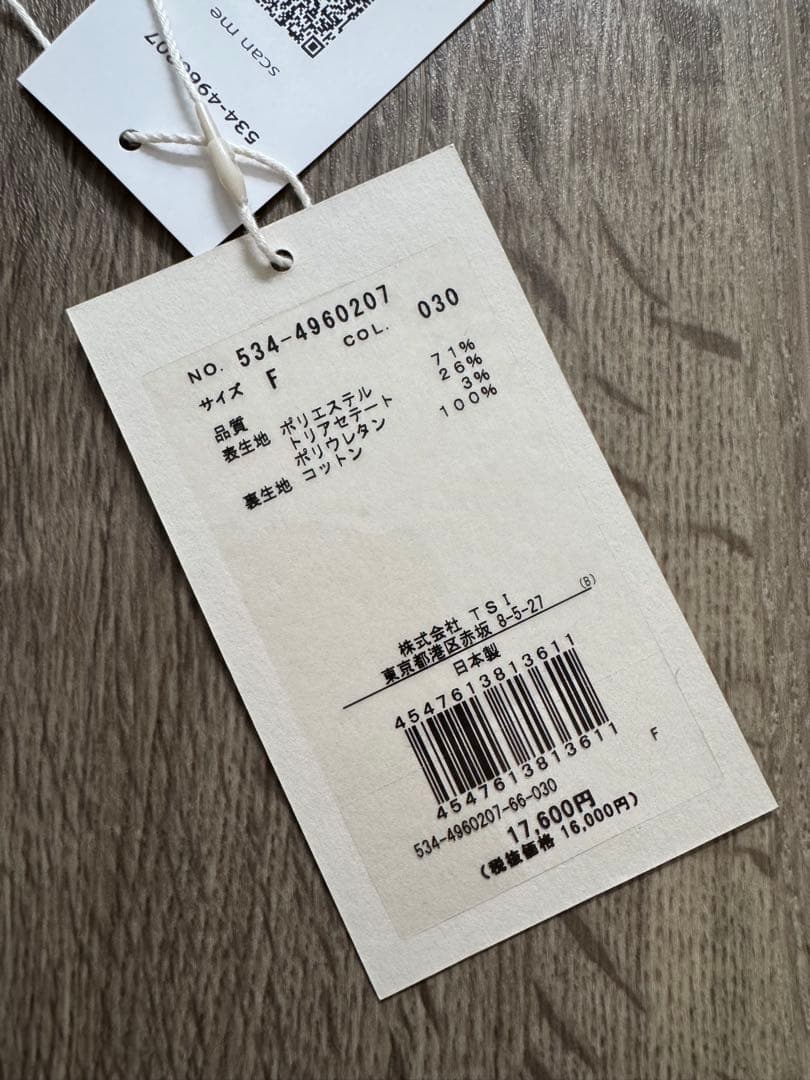 scan me
534-4960207
NO. 534-4960207 COL. 030
サイズ F
品質
表生地 ポリエステル 71%
トリアセテート 26%
ポリウレタン 3%
裏生地 コットン 100%
(B)
株式会社 TSI
東京都港区赤坂 8-5-27
日本製
4547613813611
4547613813611
534-4960207-66-030 F
17,600円
(税抜価格 16,000円)